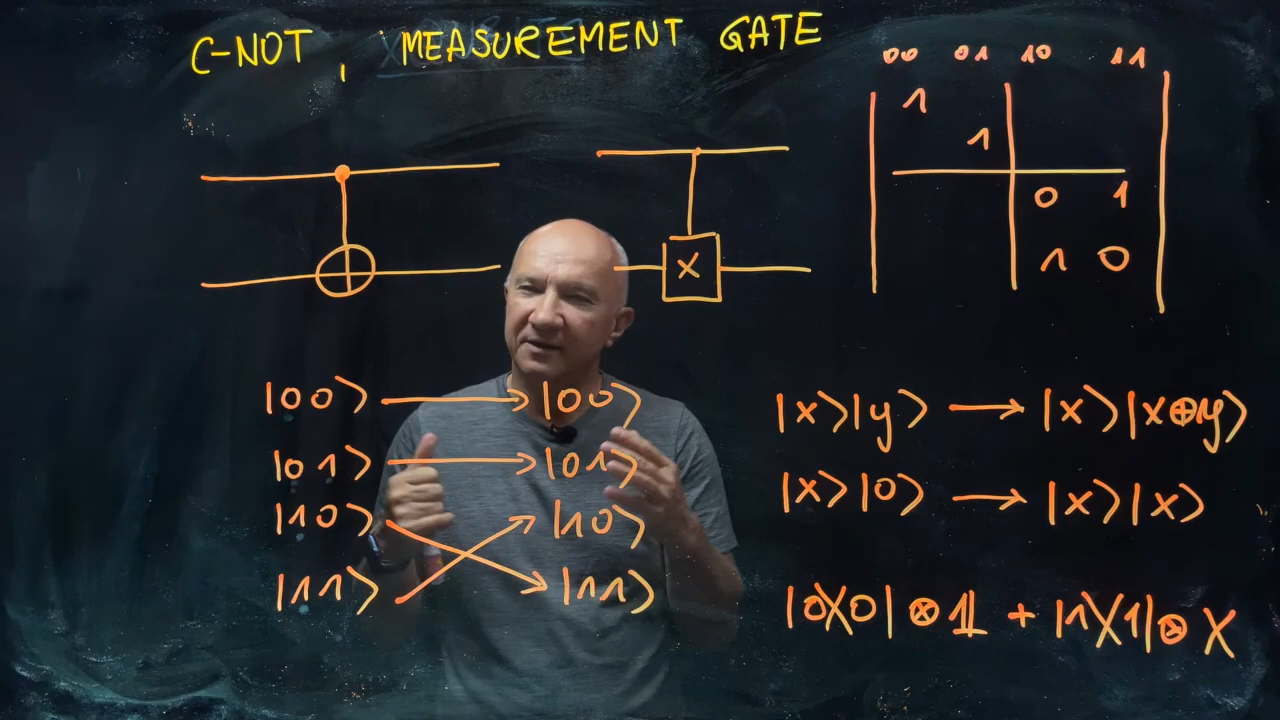 C-NOT, MEASUREMENT GATE
00 01 10 11
1
1
0 1
1 0
X
|00⟩ → |00⟩
|01⟩ → |01⟩
|10⟩ |10⟩
|11⟩ |11⟩
|x⟩|y⟩ → |x⟩|x⊕y⟩
|x⟩|0⟩ → |x⟩|x⟩
|0⟩⟨0| ⊗ 𝟙 + |1⟩⟨1| ⊗ X